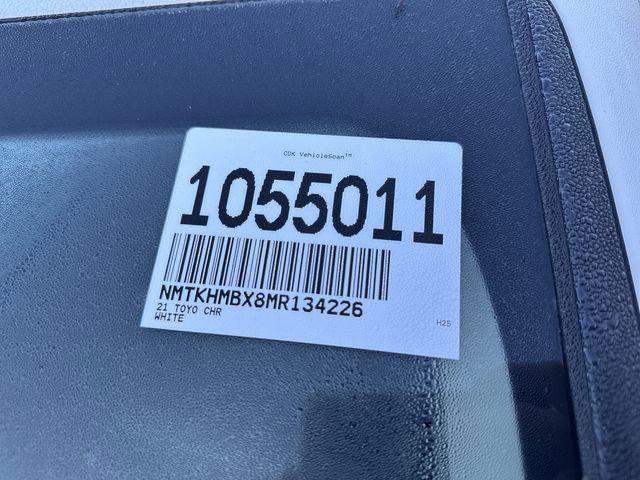 CDK VehicleScan™
1055011
NMTKHMBX8MR134226
21 TOYO CHR
WHITE
H25